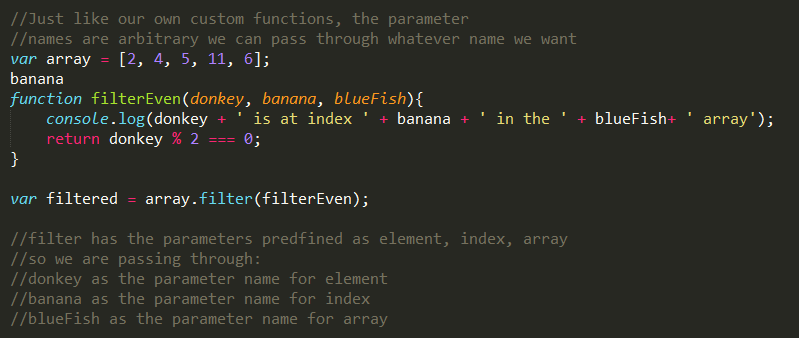 //Just like our own custom functions, the parameter
//names are arbitrary we can pass through whatever name we want
var array = [2, 4, 5, 11, 6];
banana
function filterEven(donkey, banana, blueFish){
    console.log(donkey + ' is at index ' + banana + ' in the ' + blueFish+ ' array');
    return donkey % 2 === 0;
}

var filtered = array.filter(filterEven);

//filter has the parameters predfined as element, index, array
//so we are passing through:
//donkey as the parameter name for element
//banana as the parameter name for index
//blueFish as the parameter name for array